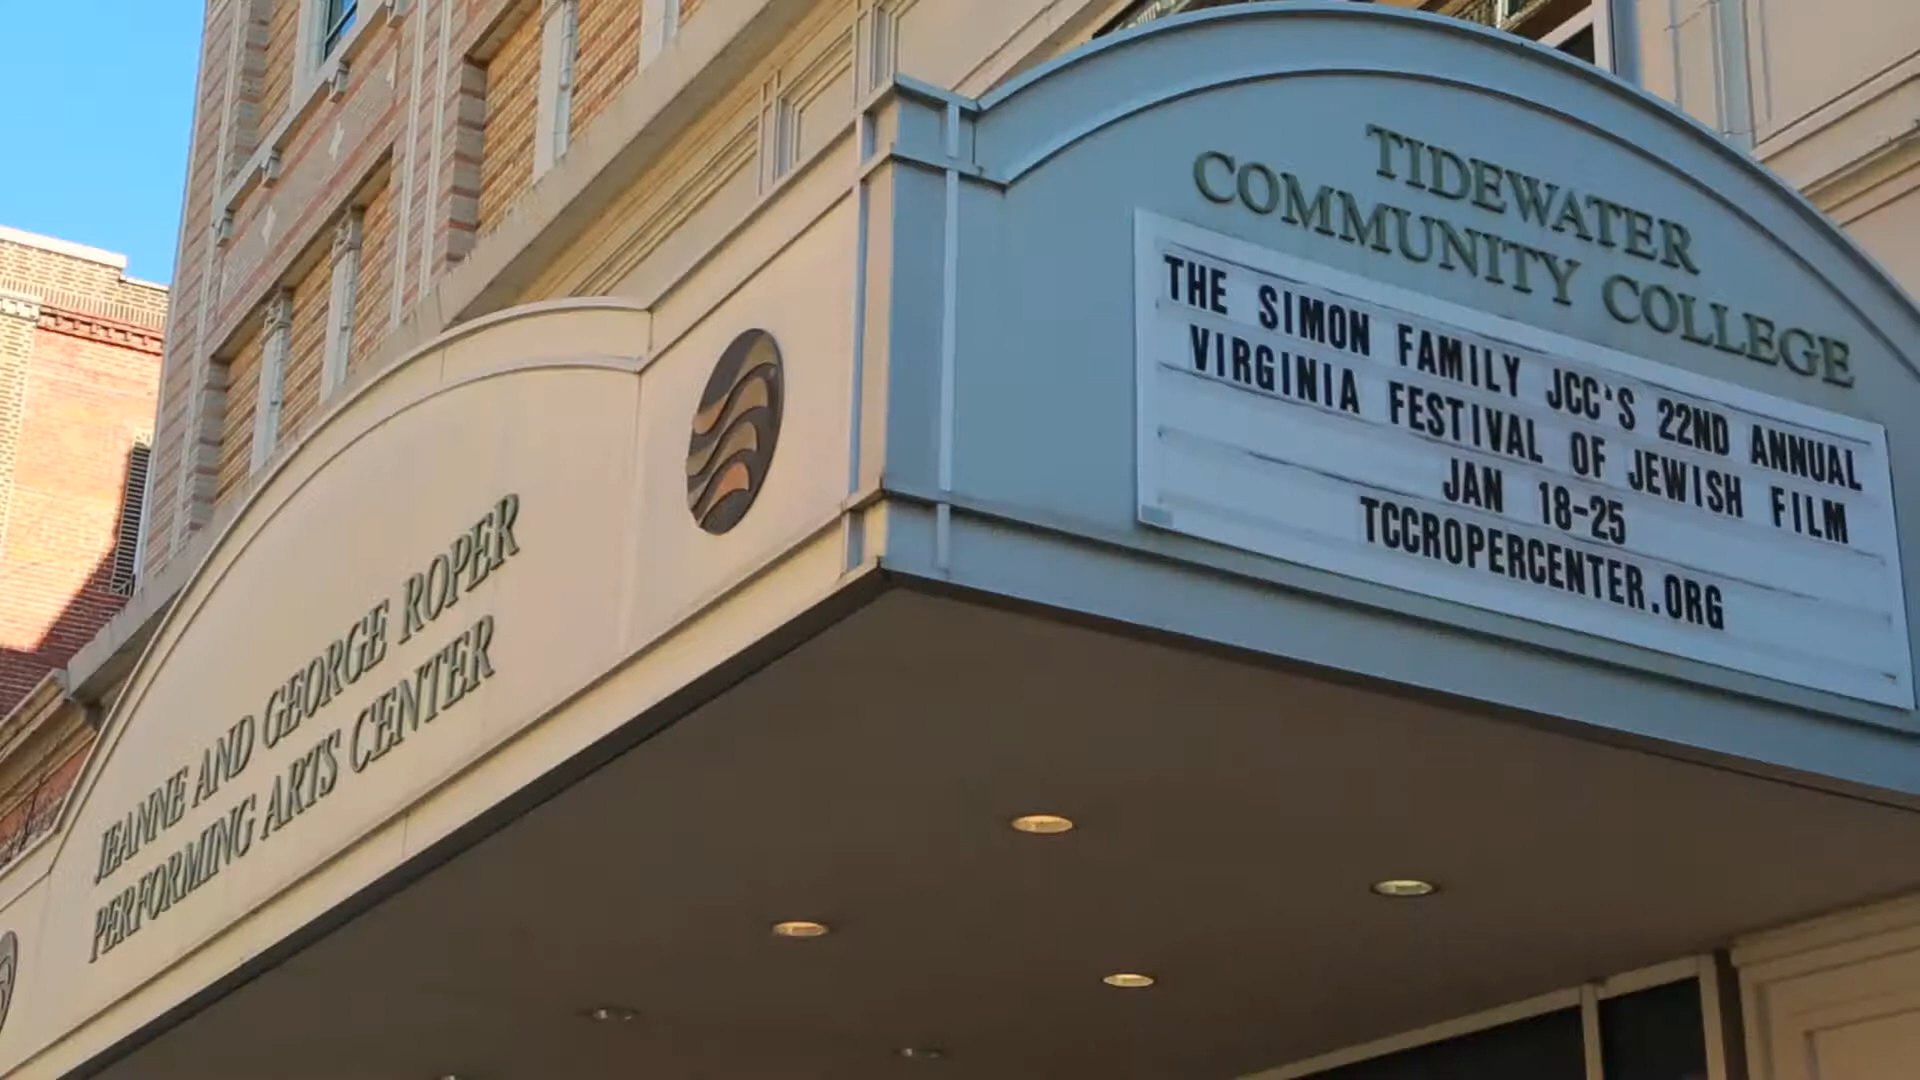 JEANNE AND GEORGE ROPER
PERFORMING ARTS CENTER
TIDEWATER
COMMUNITY COLLEGE
THE SIMON FAMILY JCC'S 22ND ANNUAL
VIRGINIA FESTIVAL OF JEWISH FILM
JAN 18-25
TCCROPERCENTER.ORG